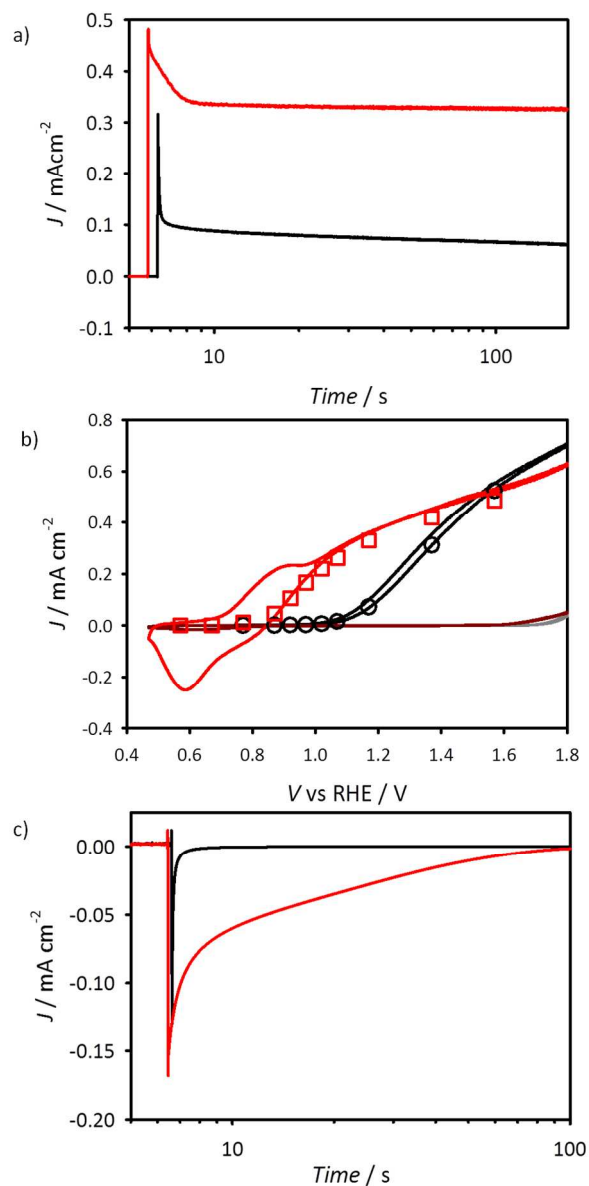 a)
0.5
0.4
0.3
0.2
0.1
0.0
-0.1
J / mAcm⁻²
10 100
Time / s
b)
0.8
0.6
0.4
0.2
0.0
-0.2
-0.4
J / mA cm⁻²
0.4 0.6 0.8 1.0 1.2 1.4 1.6 1.8
V vs RHE / V
c)
0.00
-0.05
-0.10
-0.15
-0.20
J / mA cm⁻²
10 100
Time / s